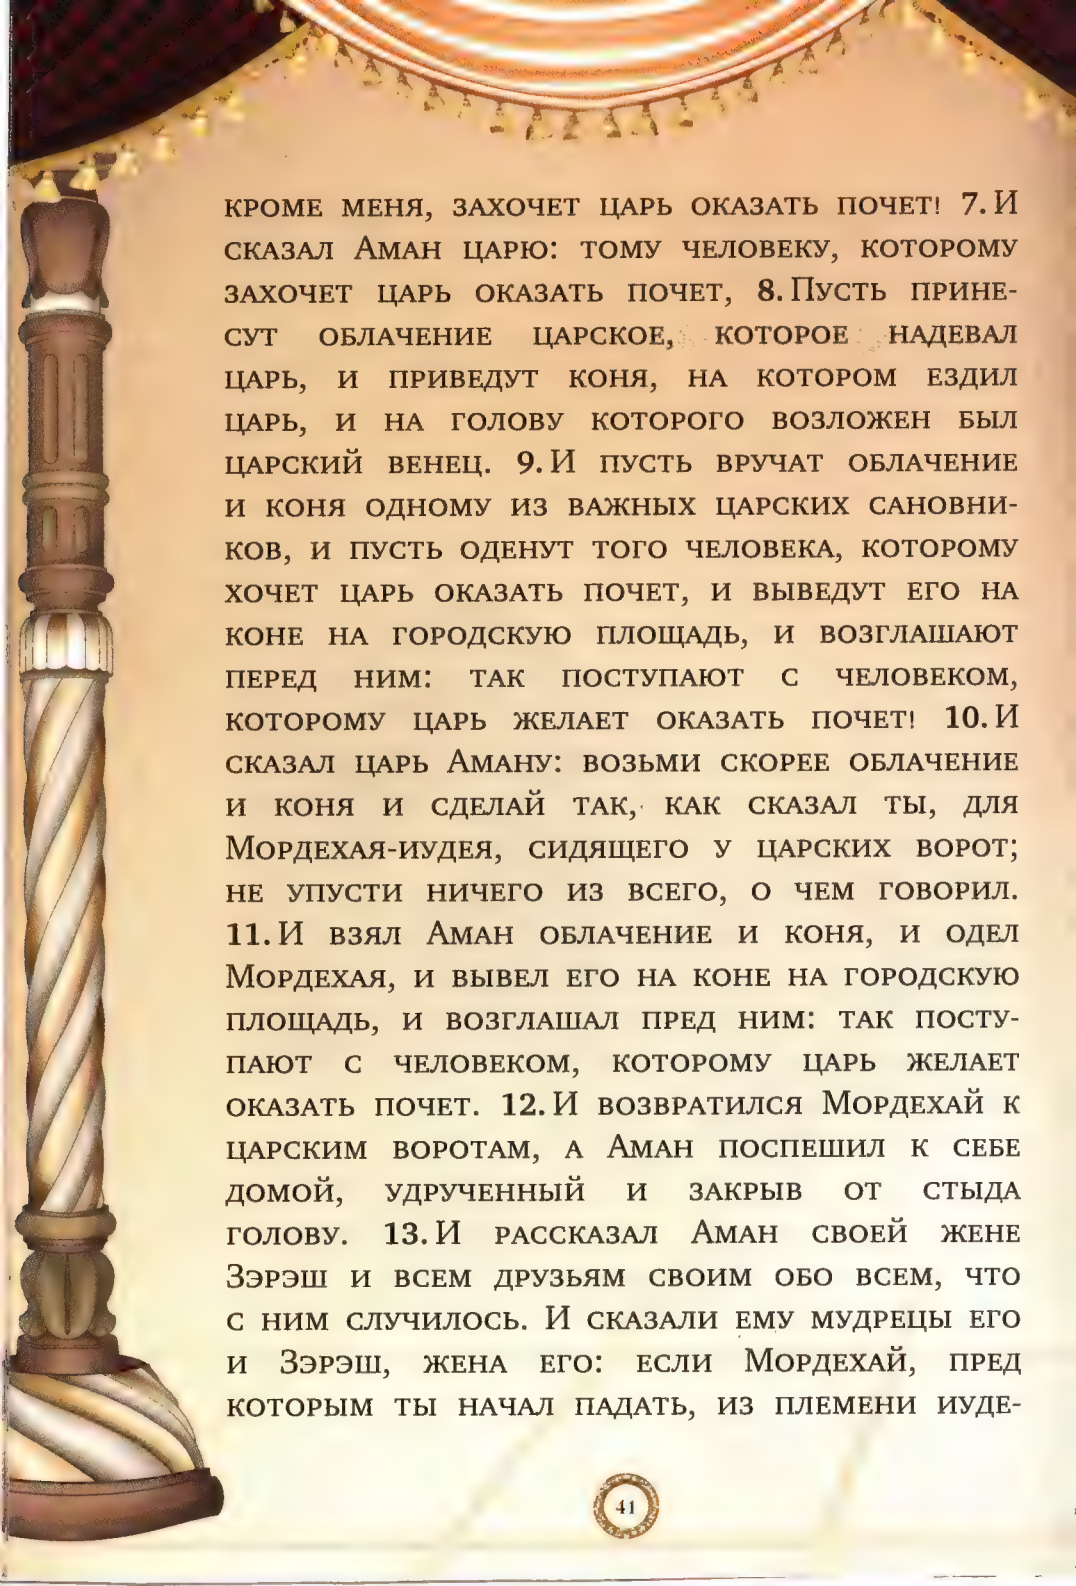 КРОМЕ МЕНЯ, ЗАХОЧЕТ ЦАРЬ ОКАЗАТЬ ПОЧЕТ! 7. И
СКАЗАЛ АМАН ЦАРЮ: ТОМУ ЧЕЛОВЕКУ, КОТОРОМУ
ЗАХОЧЕТ ЦАРЬ ОКАЗАТЬ ПОЧЕТ, 8. ПУСТЬ ПРИНЕ-
СУТ ОБЛАЧЕНИЕ ЦАРСКОЕ, КОТОРОЕ НАДЕВАЛ
ЦАРЬ, И ПРИВЕДУТ КОНЯ, НА КОТОРОМ ЕЗДИЛ
ЦАРЬ, И НА ГОЛОВУ КОТОРОГО ВОЗЛОЖЕН БЫЛ
ЦАРСКИЙ ВЕНЕЦ. 9. И ПУСТЬ ВРУЧАТ ОБЛАЧЕНИЕ
И КОНЯ ОДНОМУ ИЗ ВАЖНЫХ ЦАРСКИХ САНОВНИ-
КОВ, И ПУСТЬ ОДЕНУТ ТОГО ЧЕЛОВЕКА, КОТОРОМУ
ХОЧЕТ ЦАРЬ ОКАЗАТЬ ПОЧЕТ, И ВЫВЕДУТ ЕГО НА
КОНЕ НА ГОРОДСКУЮ ПЛОЩАДЬ, И ВОЗГЛАШАЮТ
ПЕРЕД НИМ: ТАК ПОСТУПАЮТ С ЧЕЛОВЕКОМ,
КОТОРОМУ ЦАРЬ ЖЕЛАЕТ ОКАЗАТЬ ПОЧЕТ! 10. И
СКАЗАЛ ЦАРЬ АМАНУ: ВОЗЬМИ СКОРЕЕ ОБЛАЧЕНИЕ
И КОНЯ И СДЕЛАЙ ТАК, КАК СКАЗАЛ ТЫ, ДЛЯ
МОРДЕХАЯ-ИУДЕЯ, СИДЯЩЕГО У ЦАРСКИХ ВОРОТ;
НЕ УПУСТИ НИЧЕГО ИЗ ВСЕГО, О ЧЕМ ГОВОРИЛ.
11. И ВЗЯЛ АМАН ОБЛАЧЕНИЕ И КОНЯ, И ОДЕЛ
МОРДЕХАЯ, И ВЫВЕЛ ЕГО НА КОНЕ НА ГОРОДСКУЮ
ПЛОЩАДЬ, И ВОЗГЛАШАЛ ПРЕД НИМ: ТАК ПОСТУ-
ПАЮТ С ЧЕЛОВЕКОМ, КОТОРОМУ ЦАРЬ ЖЕЛАЕТ
ОКАЗАТЬ ПОЧЕТ. 12. И ВОЗВРАТИЛСЯ МОРДЕХАЙ К
ЦАРСКИМ ВОРОТАМ, А АМАН ПОСПЕШИЛ К СЕБЕ
ДОМОЙ, УДРУЧЕННЫЙ И ЗАКРЫВ ОТ СТЫДА
ГОЛОВУ. 13. И РАССКАЗАЛ АМАН СВОЕЙ ЖЕНЕ
ЗЭРЭШ И ВСЕМ ДРУЗЬЯМ СВОИМ ОБО ВСЕМ, ЧТО
С НИМ СЛУЧИЛОСЬ. И СКАЗАЛИ ЕМУ МУДРЕЦЫ ЕГО
И ЗЭРЭШ, ЖЕНА ЕГО: ЕСЛИ МОРДЕХАЙ, ПРЕД
КОТОРЫМ ТЫ НАЧАЛ ПАДАТЬ, ИЗ ПЛЕМЕНИ ИУДЕ-
41